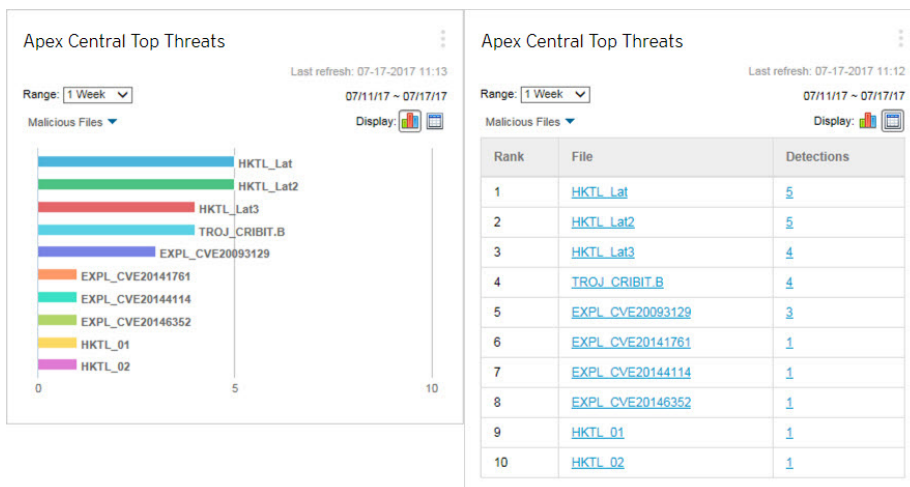 Apex Central Top Threats
Last refresh: 07-17-2017 11:13
Range: 1 Week 07/11/17 ~ 07/17/17
Malicious Files Display:
HKTL_Lat
HKTL_Lat2
HKTL_Lat3
TROJ_CRIBIT.B
EXPL_CVE20093129
EXPL_CVE20141761
EXPL_CVE20144114
EXPL_CVE20146352
HKTL_01
HKTL_02
0 5 10
Apex Central Top Threats
Last refresh: 07-17-2017 11:12
Range: 1 Week 07/11/17 ~ 07/17/17
Malicious Files Display:
Rank File Detections
1 HKTL_Lat 5
2 HKTL_Lat2 5
3 HKTL_Lat3 4
4 TROJ_CRIBIT.B 4
5 EXPL_CVE20093129 3
6 EXPL_CVE20141761 1
7 EXPL_CVE20144114 1
8 EXPL_CVE20146352 1
9 HKTL_01 1
10 HKTL_02 1